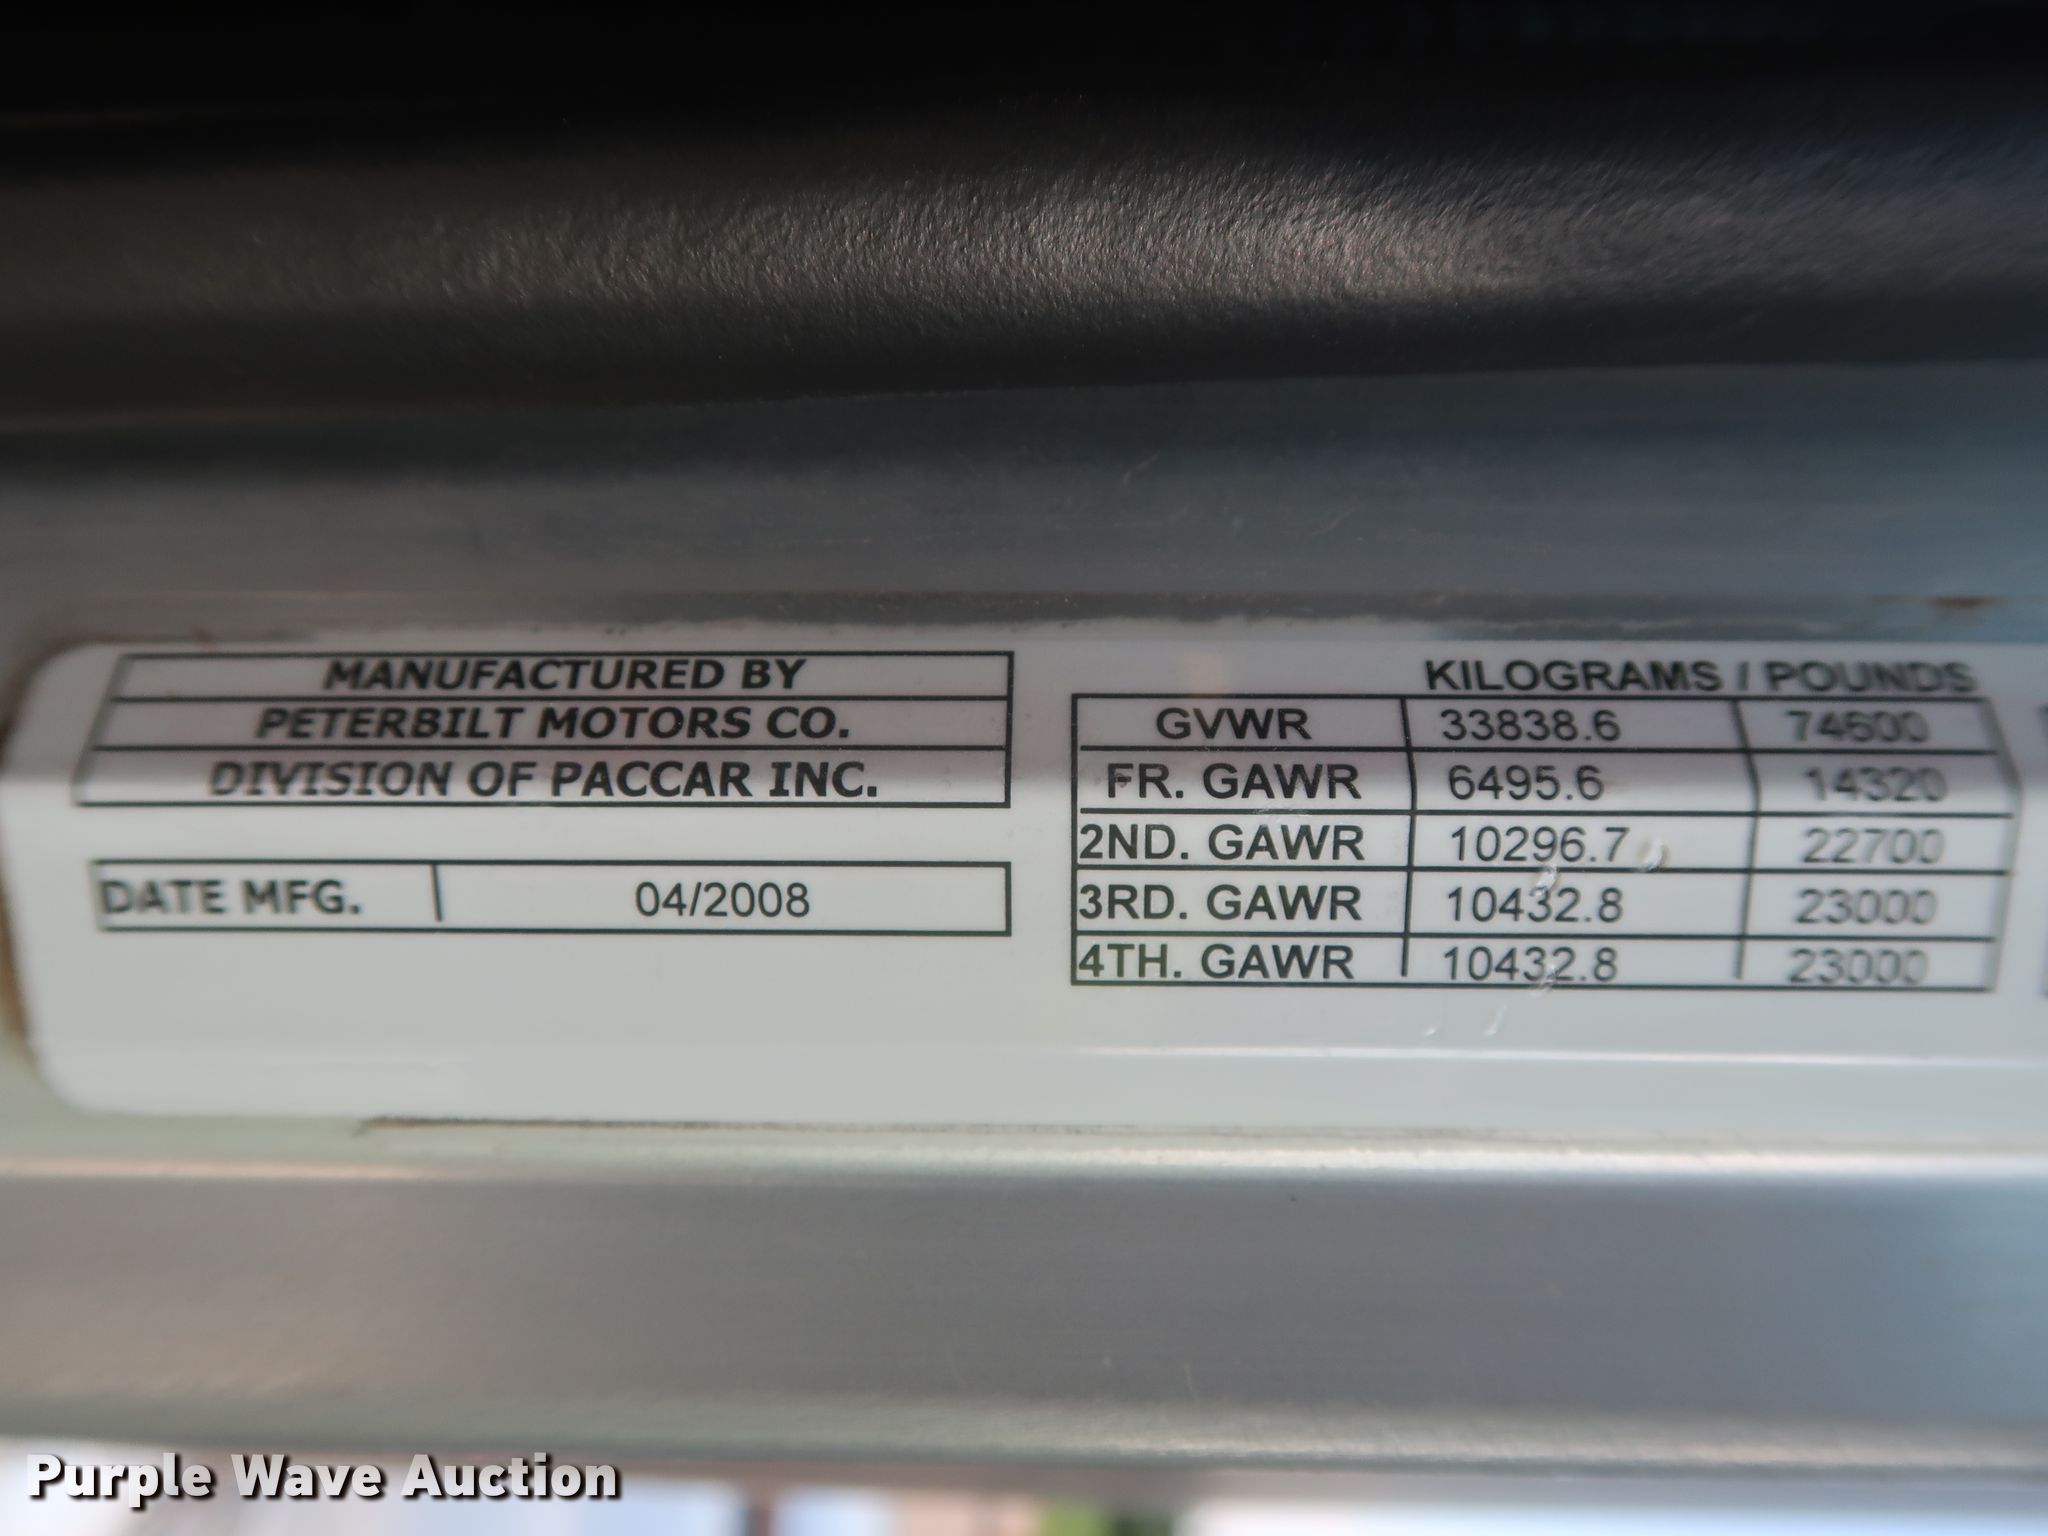 MANUFACTURED BY
PETERBILT MOTORS CO.
DIVISION OF PACCAR INC.
DATE MFG. 04/2008
KILOGRAMS / POUNDS
GVWR 33838.6 74600
FR. GAWR 6495.6 14320
2ND. GAWR 10296.7 22700
3RD. GAWR 10432.8 23000
4TH. GAWR 10432.8 23000
Purple Wave Auction